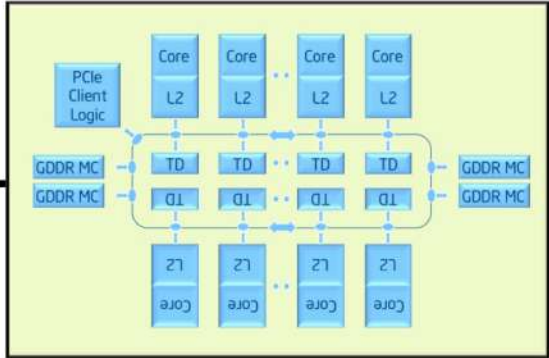 Core Core Core Core
L2 L2 L2 L2
PCIe
Client
Logic
GDDR MC TD TD TD TD GDDR MC
GDDR MC TD TD TD TD GDDR MC
L2 L2 L2 L2
Core Core Core Core